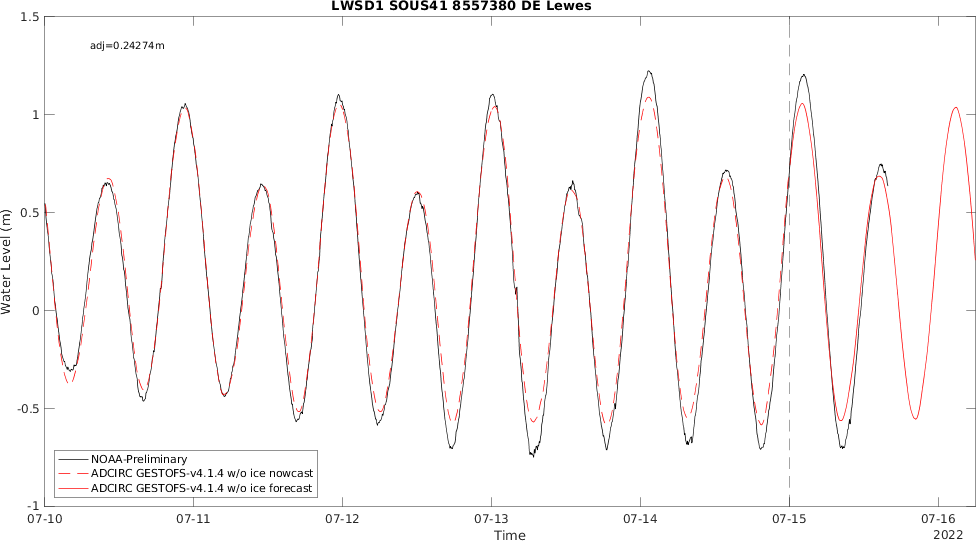 LWSD1 SOUS41 8557380 DE Lewes
adj=0.24274m
1.5
1
0.5
0
-0.5
-1
Water Level (m)
NOAA-Preliminary
ADCIRC GESTOFS-v4.1.4 w/o ice nowcast
ADCIRC GESTOFS-v4.1.4 w/o ice forecast
07-10 07-11 07-12 07-13 07-14 07-15 07-16
Time
2022